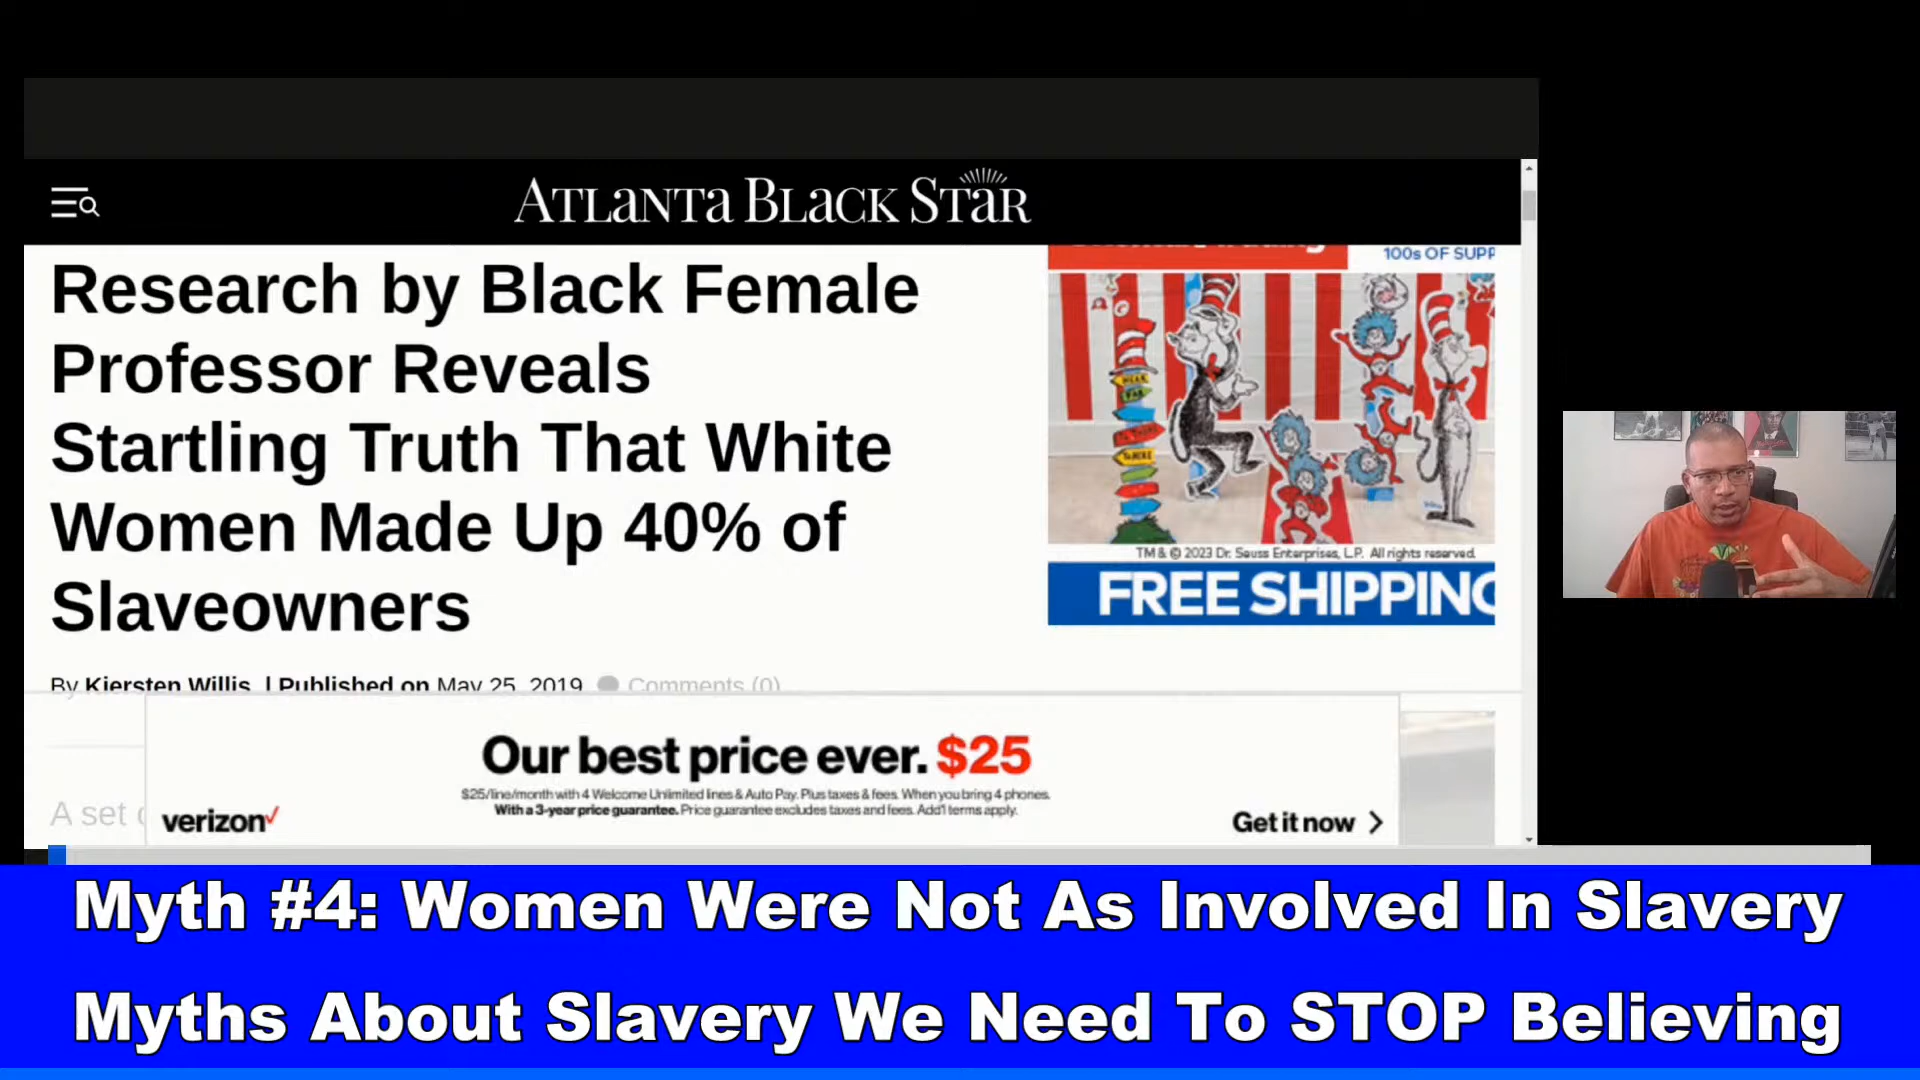 ATLANTA BLACK STAR
Research by Black Female
Professor Reveals
Startling Truth That White
Women Made Up 40% of
Slaveowners
By Kiersten Willis | Published on May 25, 2019 Comments (0)
100s OF SUPP
TM & © 2023 Dr. Seuss Enterprises, L.P. All rights reserved.
FREE SHIPPING
A set
Our best price ever. $25
$25/line/month with 4 Welcome Unlimited lines & Auto Pay. Plus taxes & fees. When you bring 4 phones.
With a 3-year price guarantee. Price guarantee excludes taxes and fees. Add'l terms apply.
verizon
Get it now
Myth #4: Women Were Not As Involved In Slavery
Myths About Slavery We Need To STOP Believing